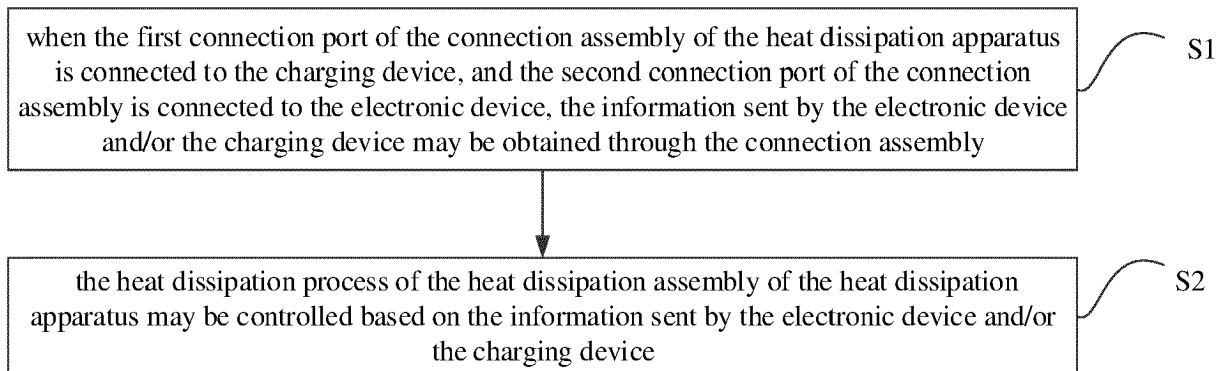 when the first connection port of the connection assembly of the heat dissipation apparatus
is connected to the charging device, and the second connection port of the connection
assembly is connected to the electronic device, the information sent by the electronic device
and/or the charging device may be obtained through the connection assembly
S1
the heat dissipation process of the heat dissipation assembly of the heat dissipation
apparatus may be controlled based on the information sent by the electronic device and/or
the charging device
S2